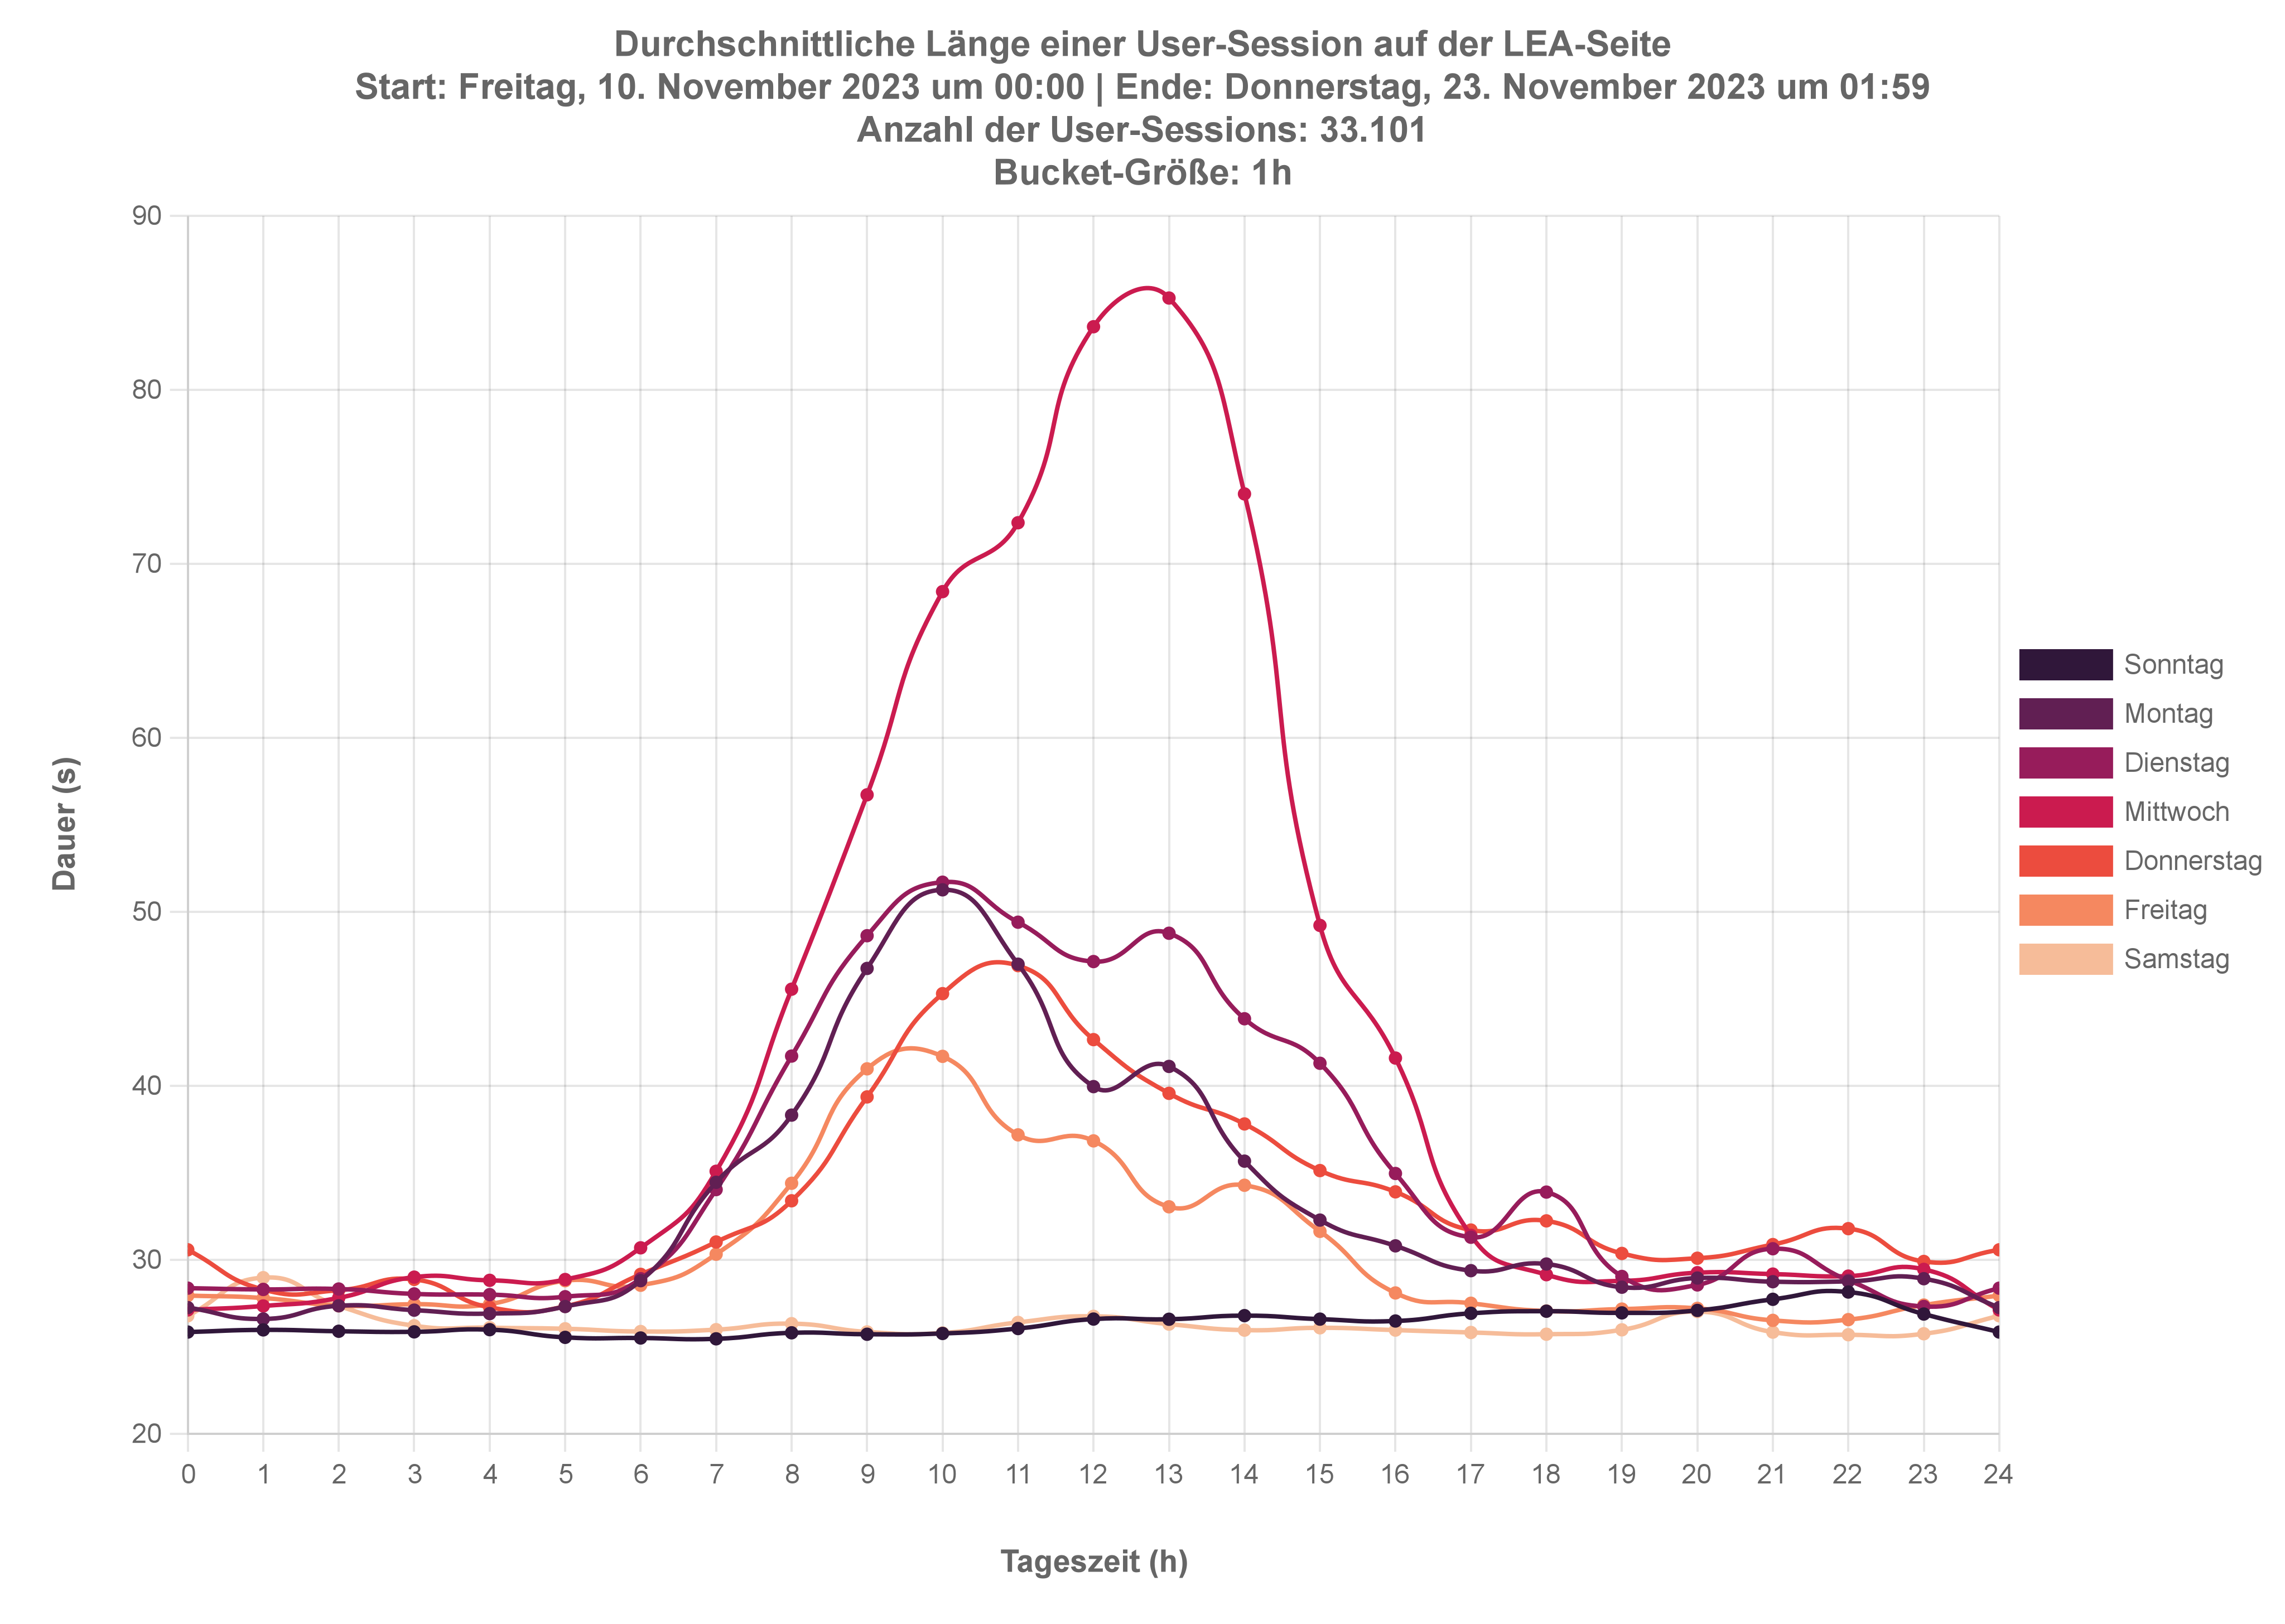 Durchschnittliche Länge einer User-Session auf der LEA-Seite
Start: Freitag, 10. November 2023 um 00:00 | Ende: Donnerstag, 23. November 2023 um 01:59
Anzahl der User-Sessions: 33.101
Bucket-Größe: 1h
90
80
70
60
50
40
30
20
Dauer (s)
0 1 2 3 4 5 6 7 8 9 10 11 12 13 14 15 16 17 18 19 20 21 22 23 24
Tageszeit (h)
Sonntag
Montag
Dienstag
Mittwoch
Donnerstag
Freitag
Samstag